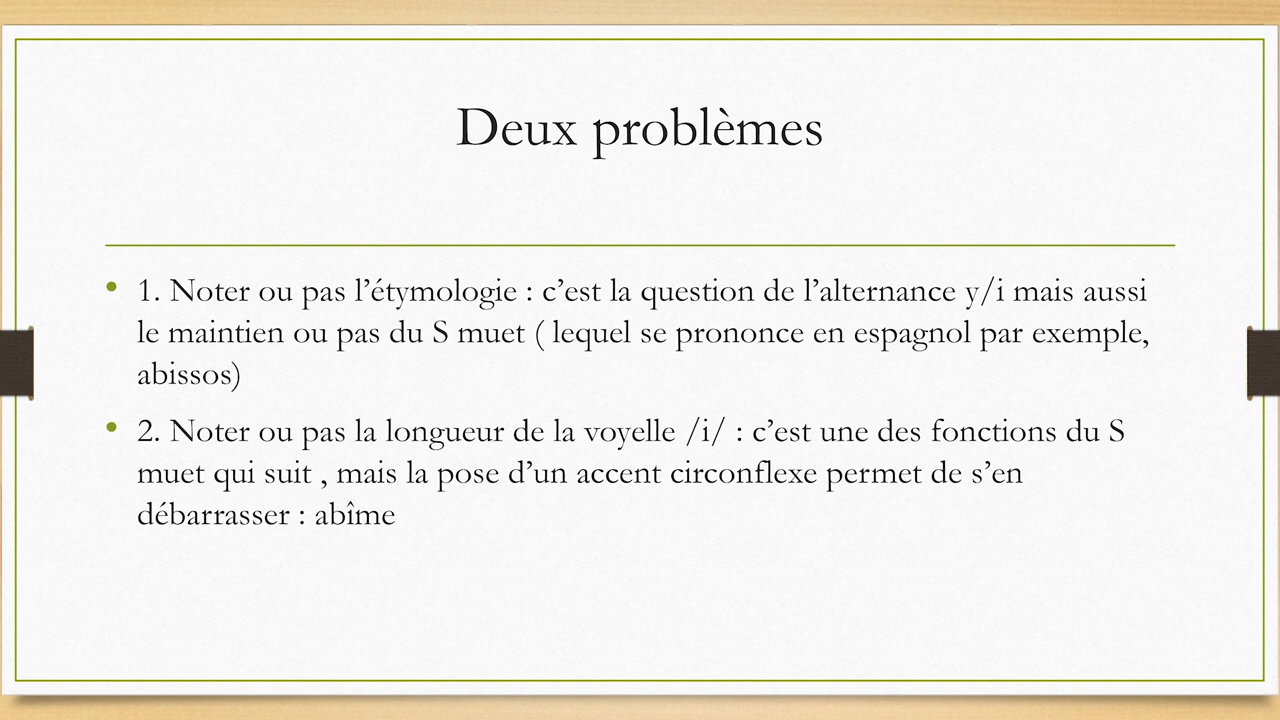 Deux problèmes
• 1. Noter ou pas l’étymologie : c’est la question de l’alternance y/i mais aussi
le maintien ou pas du S muet ( lequel se prononce en espagnol par exemple,
abissos)
• 2. Noter ou pas la longueur de la voyelle /i/ : c’est une des fonctions du S
muet qui suit , mais la pose d’un accent circonflexe permet de s’en
débarrasser : abîme